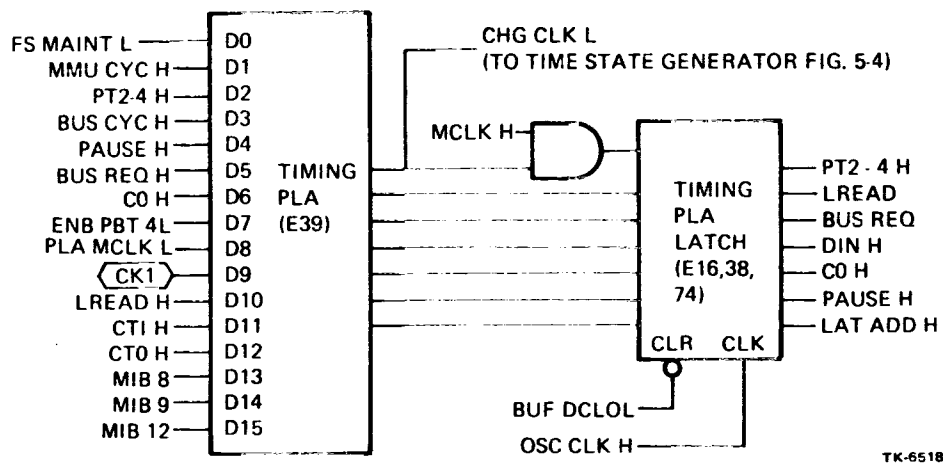 FS MAINT L
MMU CYC H
PT2-4 H
BUS CYC H
PAUSE H
BUS REQ H
C0 H
ENB PBT 4L
PLA MCLK L
CK1
LREAD H
CTI H
CT0 H
MIB 8
MIB 9
MIB 12
D0
D1
D2
D3
D4
D5
D6
D7
D8
D9
D10
D11
D12
D13
D14
D15
TIMING
PLA
(E39)
CHG CLK L
(TO TIME STATE GENERATOR FIG. 5-4)
MCLK H
TIMING
PLA
LATCH
(E16,38,
74)
CLR CLK
PT2 - 4 H
LREAD
BUS REQ
DIN H
C0 H
PAUSE H
LAT ADD H
BUF DCLOL
OSC CLK H
TK-6518